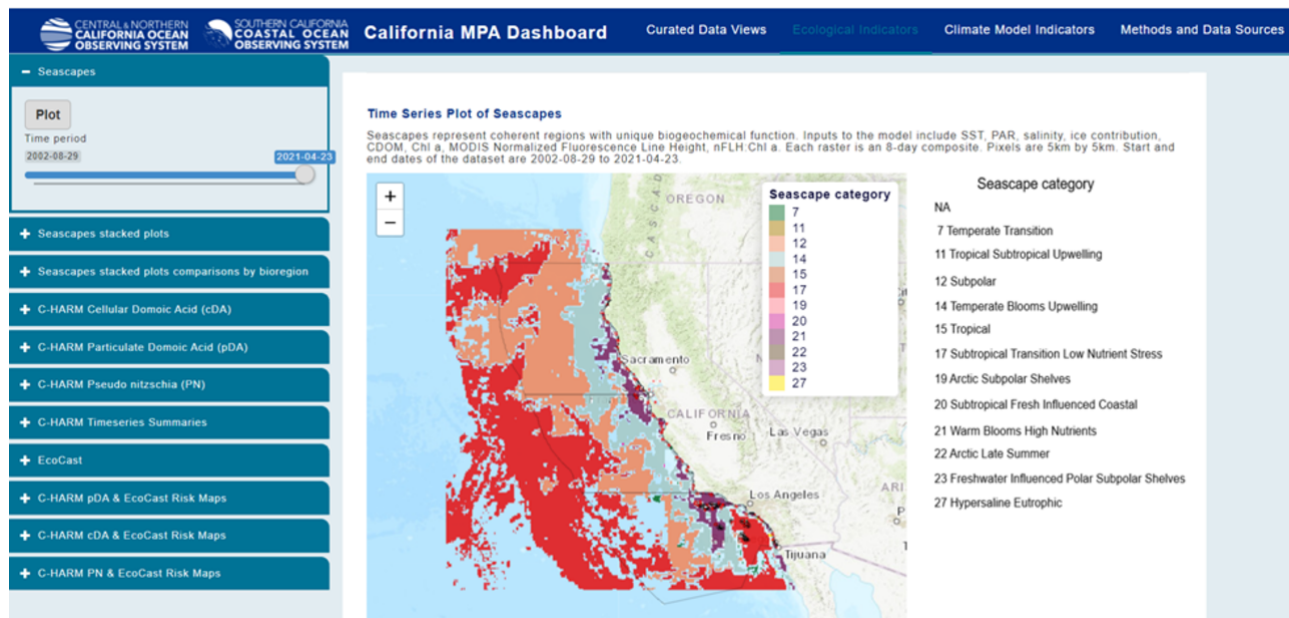 CENTRAL & NORTHERN
CALIFORNIA OCEAN
OBSERVING SYSTEM
SOUTHERN CALIFORNIA
COASTAL OCEAN
OBSERVING SYSTEM
California MPA Dashboard
Curated Data Views
Ecological Indicators
Climate Model Indicators
Methods and Data Sources
− Seascapes
Plot
Time period
2002-08-29
2021-04-23
+ Seascapes stacked plots
+ Seascapes stacked plots comparisons by bioregion
+ C-HARM Cellular Domoic Acid (cDA)
+ C-HARM Particulate Domoic Acid (pDA)
+ C-HARM Pseudo nitzschia (PN)
+ C-HARM Timeseries Summaries
+ EcoCast
+ C-HARM pDA & EcoCast Risk Maps
+ C-HARM cDA & EcoCast Risk Maps
+ C-HARM PN & EcoCast Risk Maps
Time Series Plot of Seascapes
Seascapes represent coherent regions with unique biogeochemical function. Inputs to the model include SST, PAR, salinity, ice contribution,
CDOM, Chl a, MODIS Normalized Fluorescence Line Height, nFLH:Chl a. Each raster is an 8-day composite. Pixels are 5km by 5km. Start and
end dates of the dataset are 2002-08-29 to 2021-04-23.
+
−
CASCAD
OREGON
Sacramento
CALIFORNIA
Fresno
Las Vegas
Los Angeles
ARI
Tijuana
Seascape category
7
11
12
14
15
17
19
20
21
22
23
27
Seascape category
NA
7 Temperate Transition
11 Tropical Subtropical Upwelling
12 Subpolar
14 Temperate Blooms Upwelling
15 Tropical
17 Subtropical Transition Low Nutrient Stress
19 Arctic Subpolar Shelves
20 Subtropical Fresh Influenced Coastal
21 Warm Blooms High Nutrients
22 Arctic Late Summer
23 Freshwater Influenced Polar Subpolar Shelves
27 Hypersaline Eutrophic